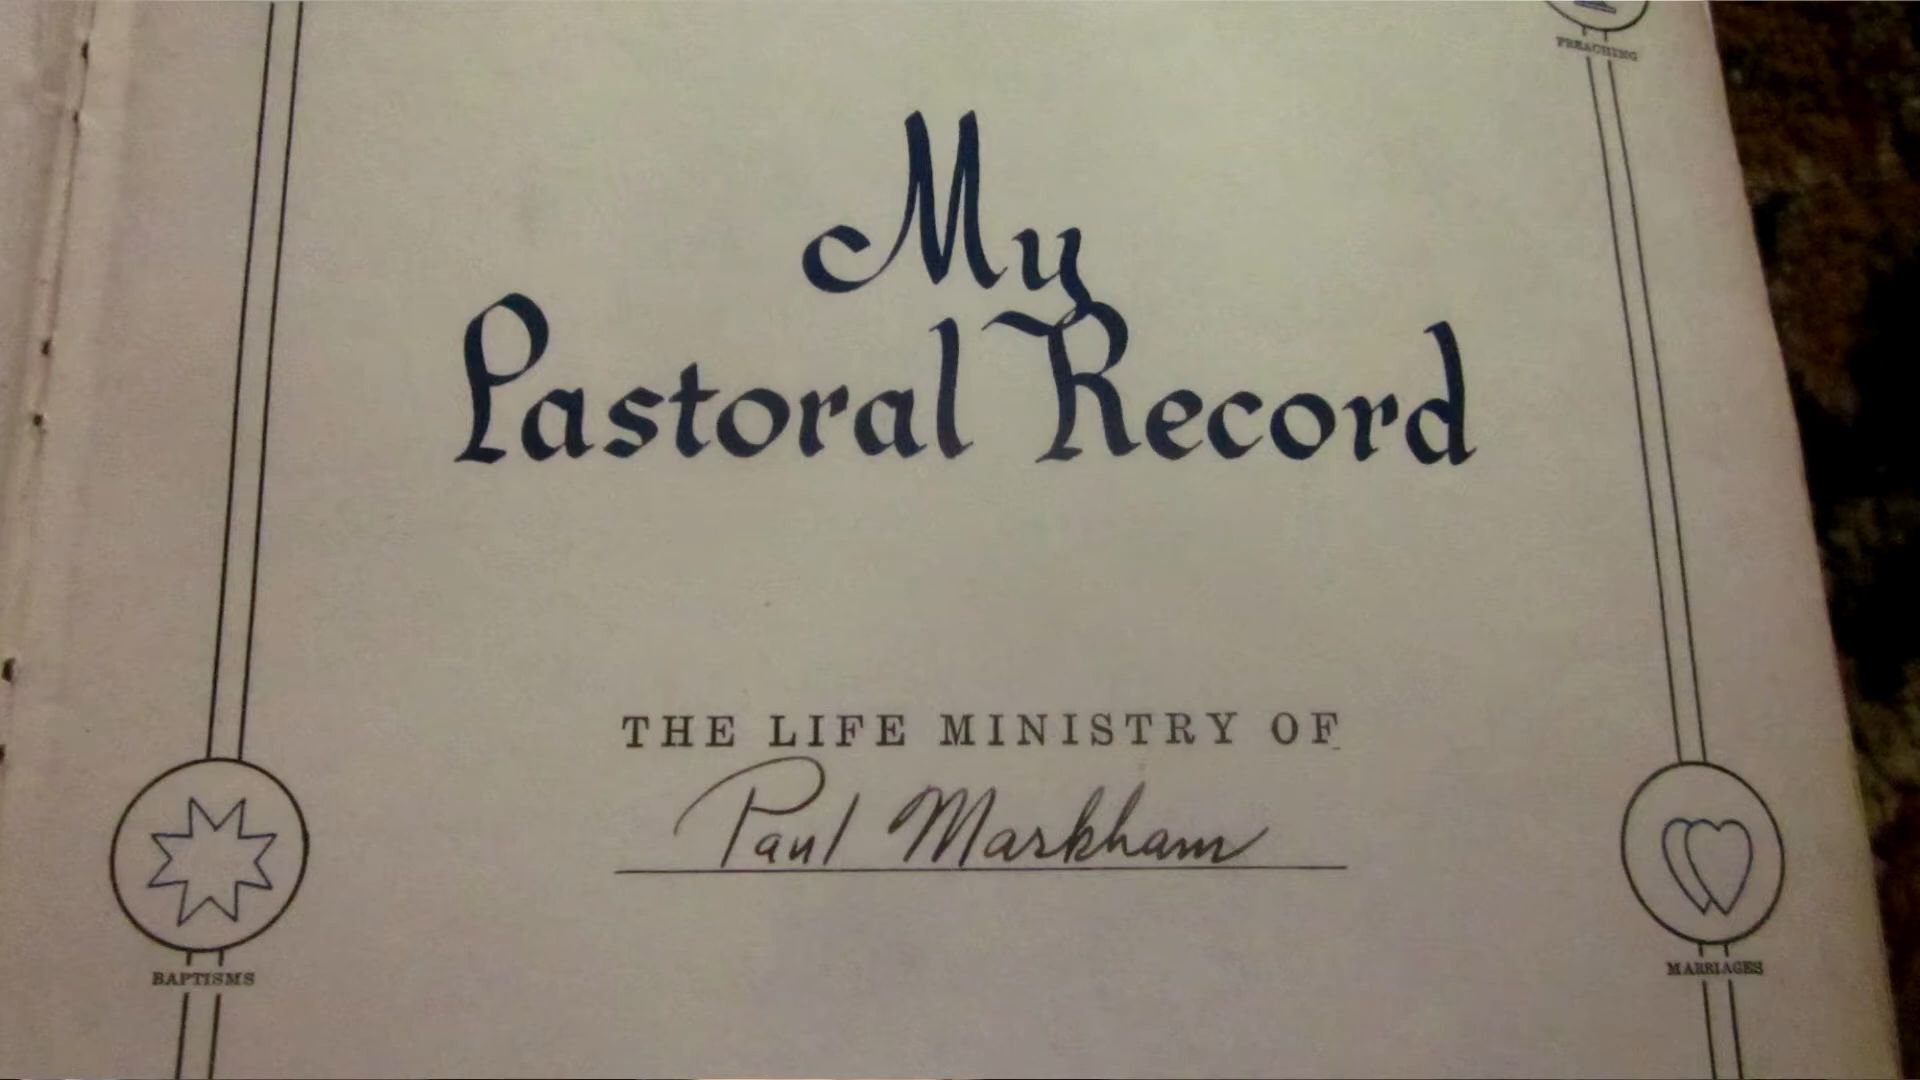 PREACHING
My
Pastoral Record
THE LIFE MINISTRY OF
Paul Markham
BAPTISMS
MARRIAGES